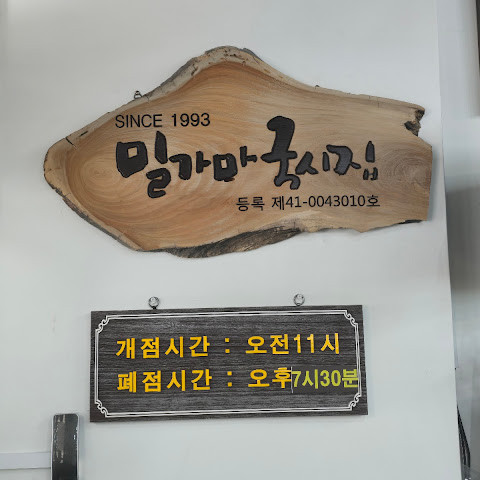 SINCE 1993
밀가마 국시집
등록 제41-0043010호
개점시간 : 오전11시
폐점시간 : 오후7시30분